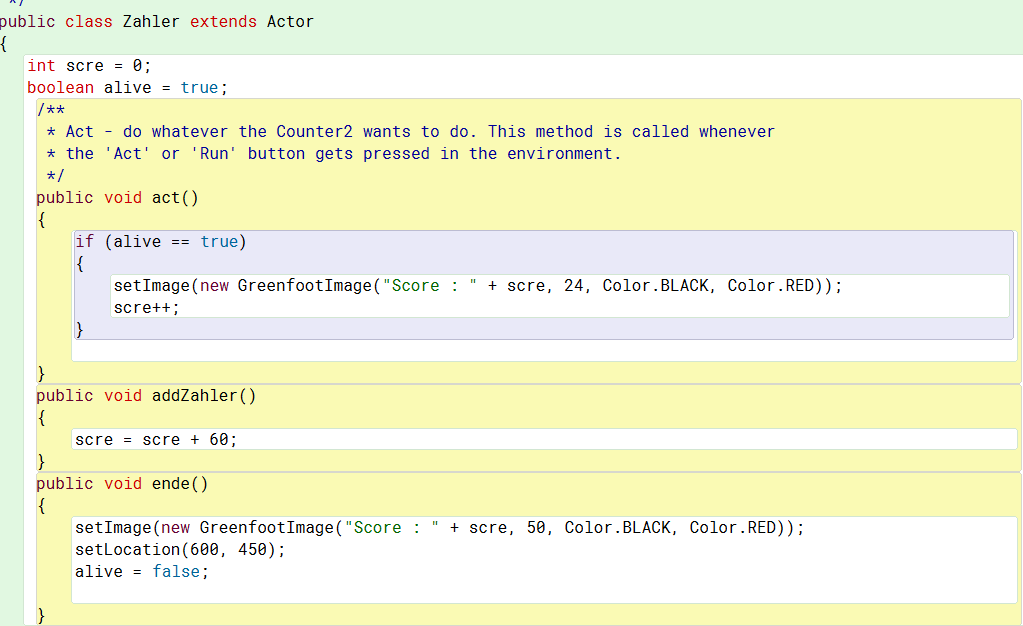 */
public class Zahler extends Actor
{
int scre = 0;
boolean alive = true;
/**
* Act - do whatever the Counter2 wants to do. This method is called whenever
* the 'Act' or 'Run' button gets pressed in the environment.
*/
public void act()
{
if (alive == true)
{
setImage(new GreenfootImage("Score : " + scre, 24, Color.BLACK, Color.RED));
scre++;
}
}
public void addZahler()
{
scre = scre + 60;
}
public void ende()
{
setImage(new GreenfootImage("Score : " + scre, 50, Color.BLACK, Color.RED));
setLocation(600, 450);
alive = false;
}